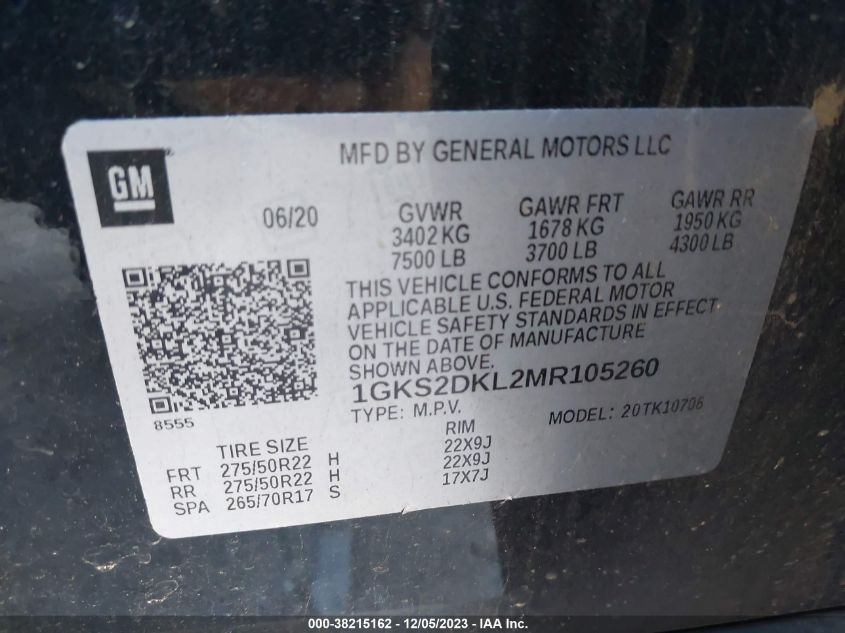 MFD BY GENERAL MOTORS LLC
GM
06/20
GVWR GAWR FRT GAWR RR
3402 KG 1678 KG 1950 KG
7500 LB 3700 LB 4300 LB
THIS VEHICLE CONFORMS TO ALL
APPLICABLE U.S. FEDERAL MOTOR
VEHICLE SAFETY STANDARDS IN EFFECT
ON THE DATE OF MANUFACTURE
SHOWN ABOVE.
1GKS2DKL2MR105260
8555
TYPE: M.P.V. MODEL: 20TK10706
TIRE SIZE RIM
FRT 275/50R22 H 22X9J
RR 275/50R22 H 22X9J
SPA 265/70R17 S 17X7J
000-38215162 - 12/05/2023 - IAA Inc.